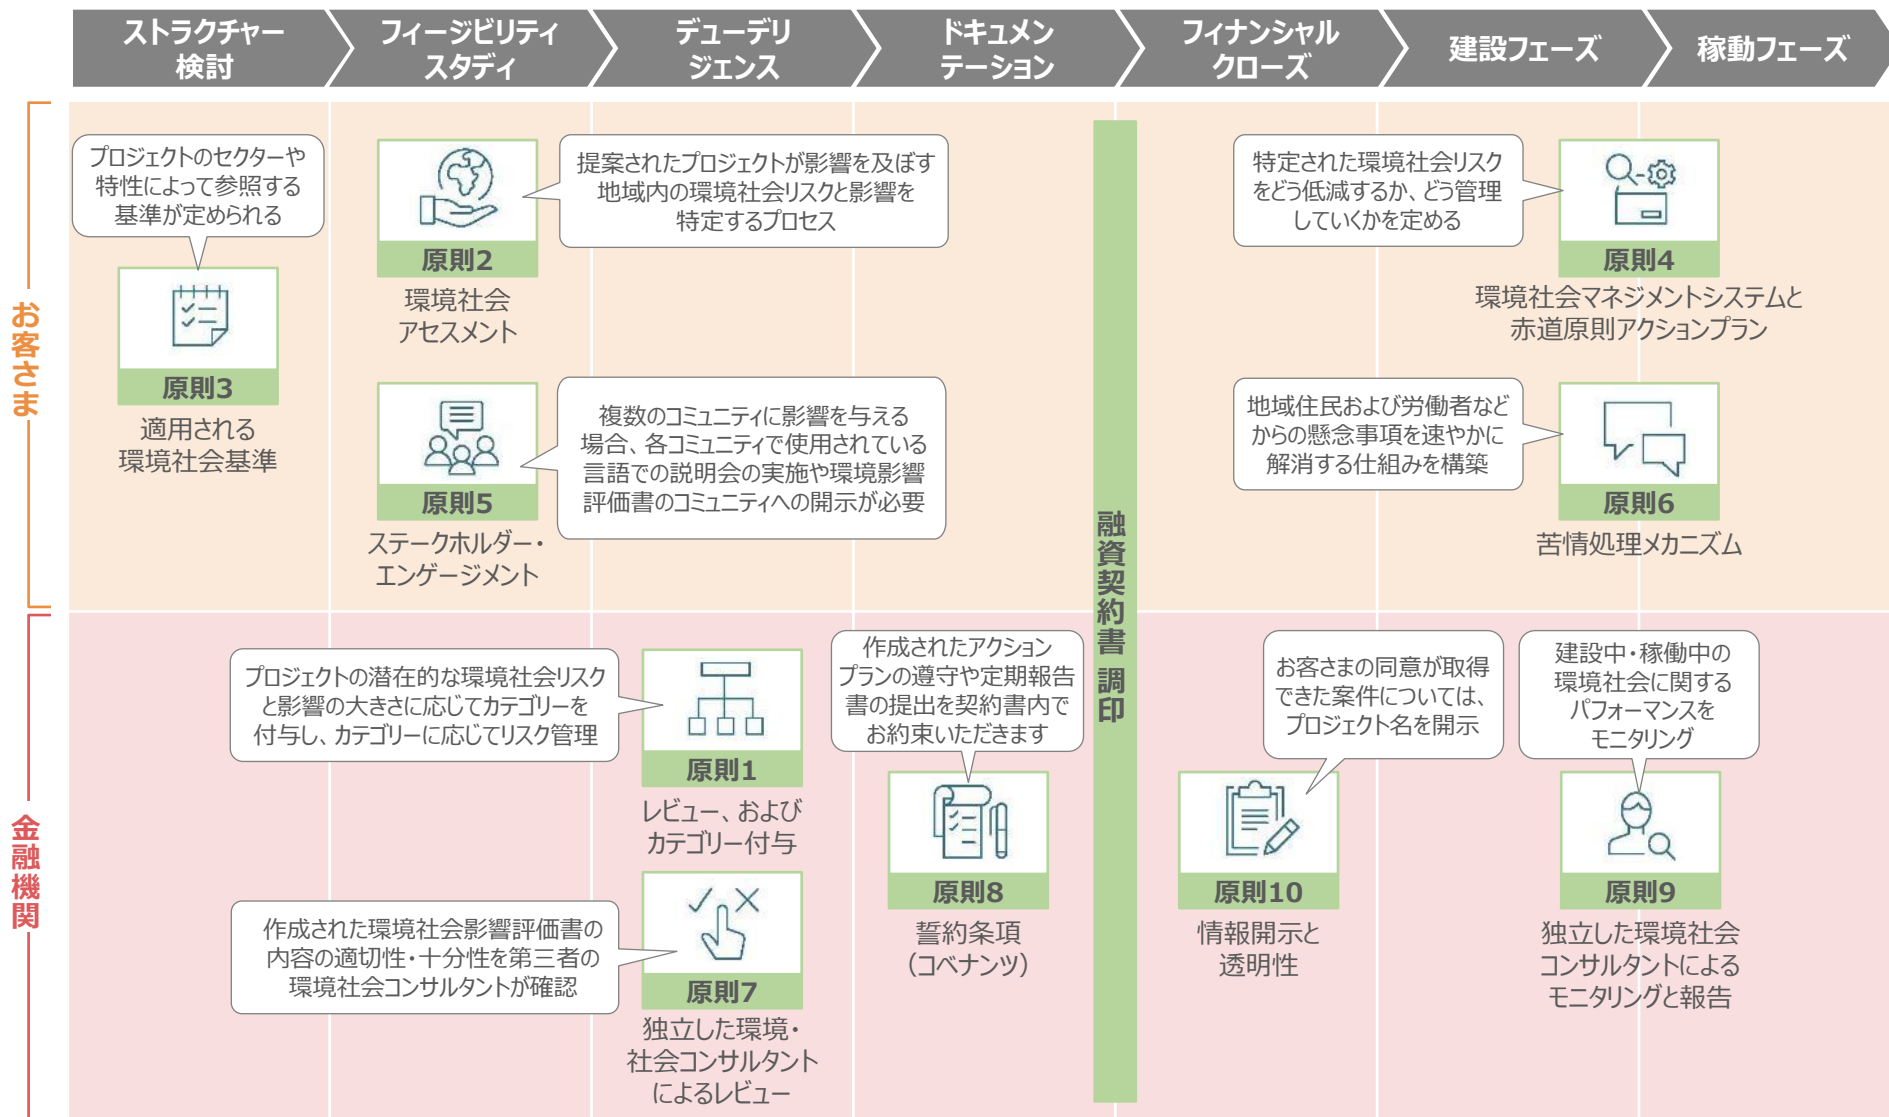 ストラクチャー
検討
フィージビリティ
スタディ
デューデリ
ジェンス
ドキュメン
テーション
フィナンシャル
クローズ
建設フェーズ
稼働フェーズ
お客さま
プロジェクトのセクターや
特性によって参照する
基準が定められる
原則3
適用される
環境社会基準
原則2
環境社会
アセスメント
提案されたプロジェクトが影響を及ぼす
地域内の環境社会リスクと影響を
特定するプロセス
原則5
ステークホルダー・
エンゲージメント
複数のコミュニティに影響を与える
場合、各コミュニティで使用されている
言語での説明会の実施や環境影響
評価書のコミュニティへの開示が必要
融資契約書 調印
特定された環境社会リスク
をどう低減するか、どう管理
していくかを定める
原則4
環境社会マネジメントシステムと
赤道原則アクションプラン
地域住民および労働者など
からの懸念事項を速やかに
解消する仕組みを構築
原則6
苦情処理メカニズム
金融機関
プロジェクトの潜在的な環境社会リスク
と影響の大きさに応じてカテゴリーを
付与し、カテゴリーに応じてリスク管理
原則1
レビュー、および
カテゴリー付与
作成された環境社会影響評価書の
内容の適切性・十分性を第三者の
環境社会コンサルタントが確認
原則7
独立した環境・
社会コンサルタント
によるレビュー
作成されたアクション
プランの遵守や定期報告
書の提出を契約書内で
お約束いただきます
原則8
誓約条項
(コベナンツ)
お客さまの同意が取得
できた案件については、
プロジェクト名を開示
原則10
情報開示と
透明性
建設中・稼働中の
環境社会に関する
パフォーマンスを
モニタリング
原則9
独立した環境社会
コンサルタントによる
モニタリングと報告